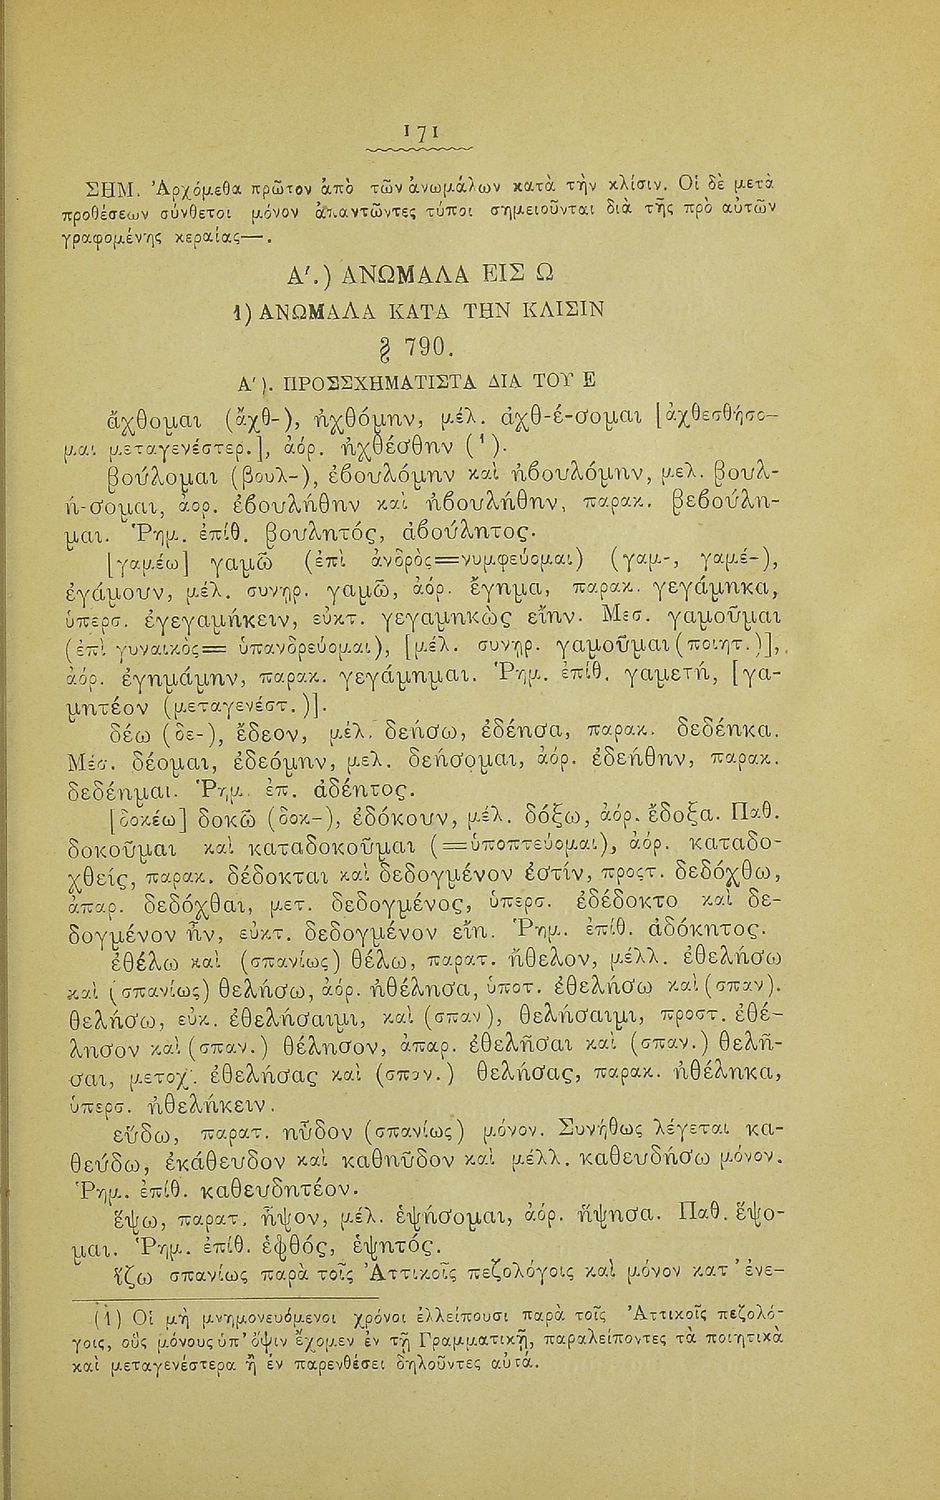 171
ΣΗΜ. Ἀρχόμεθα πρῶτον ἀπὸ τῶν ἀνωμάλων κατὰ τὴν κλίσιν. Οἱ δὲ μετὰ
προθέσεων σύνθετοι μόνον ἀπαντῶντες τύποι σημειοῦνται διὰ τῆς πρὸ αὐτῶν
γραφομένης κεραίας—.
Α΄.) ΑΝΩΜΑΛΑ ΕΙΣ Ω
1) ΑΝΩΜΑΛΑ ΚΑΤΑ ΤΗΝ ΚΛΙΣΙΝ
§ 790.
Α΄). ΠΡΟΣΣΧΗΜΑΤΙΣΤΑ ΔΙΑ ΤΟΥ Ε
ἄχθομαι (ἄχθ-), ἠχθόμην, μέλ. ἀχθ-έ-σομαι [ἀχθεσθήσο-
μαι μεταγενέστερ.], ἀόρ. ἠχθέσθην (¹).
βούλομαι (βουλ-), ἐβουλόμην καὶ ἠβουλόμην, μελ. βουλ-
ή-σομαι, ἀορ. ἐβουλήθην καὶ ἠβουλήθην, παρακ. βεβούλη-
μαι. Ῥημ. ἐπίθ. βουλητός, ἀβούλητος.
[γαμέω] γαμῶ (ἐπὶ ἀνδρὸς=νυμφεύομαι) (γαμ-, γαμέ-),
ἐγάμουν, μέλ. συνηρ. γαμῶ, ἀόρ. ἔγημα, παρακ. γεγάμηκα,
ὑπερσ. ἐγεγαμήκειν, εὐκτ. γεγαμηκὼς εἴην. Μεσ. γαμοῦμαι
(ἐπὶ γυναικὸς= ὑπανδρεύομαι), [μέλ. συνηρ. γαμοῦμαι(ποιητ.)],
ἀόρ. ἐγημάμην, παρακ. γεγάμημαι. Ῥημ. ἐπίθ. γαμετή, [γα-
μητέον (μεταγενέστ.)].
δέω (δε-), ἔδεον, μέλ. δεήσω, ἐδέησα, παρακ. δεδέηκα.
Μέσ. δέομαι, ἐδεόμην, μελ. δεήσομαι, ἀόρ. ἐδεήθην, παρακ.
δεδέημαι. Ῥημ. ἐπ. ἀδέητος.
[δοκέω] δοκῶ (δοκ-), ἐδόκουν, μέλ. δόξω, ἀόρ. ἔδοξα. Παθ.
δοκοῦμαι καὶ καταδοκοῦμαι (=ὑποπτεύομαι), ἀόρ. καταδο-
χθείς, παρακ. δέδοκται καὶ δεδογμένον ἐστίν, προςτ. δεδόχθω,
ἀπαρ. δεδόχθαι, μετ. δεδογμένος, ὑπερσ. ἐδέδοκτο καὶ δε-
δογμένον ἦν, εὐκτ. δεδογμένον εἴη. Ῥημ. ἐπίθ. ἀδόκητος.
ἐθέλω καὶ (σπανίως) θέλω, παρατ. ἤθελον, μέλλ. ἐθελήσω
καὶ (σπανίως) θελήσω, ἀόρ. ἠθέλησα, ὑποτ. ἐθελήσω καὶ (σπαν).
θελήσω, εὐκ. ἐθελήσαιμι, καὶ (σπαν), θελήσαιμι, προστ. ἐθέ-
λησον καὶ (σπαν.) θέλησον, ἀπαρ. ἐθελῆσαι καὶ (σπαν.) θελῆ-
σαι, μετοχ. ἐθελήσας καὶ (σπαν.) θελήσας, παρακ. ἠθέληκα,
ὑπερσ. ἠθελήκειν.
εὕδω, παρατ. ηὗδον (σπανίως) μόνον. Συνήθως λέγεται κα-
θεύδω, ἐκάθευδον καὶ καθηῦδον καὶ μέλλ. καθευδήσω μόνον.
Ῥημ. ἐπίθ. καθευδητέον.
ἕψω, παρατ. ἧψον, μέλ. ἑψήσομαι, ἀόρ. ἥψησα. Παθ. ἕψο-
μαι. Ῥημ. ἐπίθ. ἑφθός, ἑψητός.
ἵζω σπανίως παρὰ τοῖς Ἀττικοῖς πεζολόγοις καὶ μόνον κατ' ἐνε-
(1) Οἱ μὴ μνημονευόμενοι χρόνοι ἐλλείπουσι παρὰ τοῖς Ἀττικοῖς πεζολό-
γοις, οὓς μόνους ὑπ' ὄψιν ἔχομεν ἐν τῇ Γραμματικῇ, παραλείποντες τὰ ποιητικὰ
καὶ μεταγενέστερα ἢ ἐν παρενθέσει δηλοῦντες αὐτά.